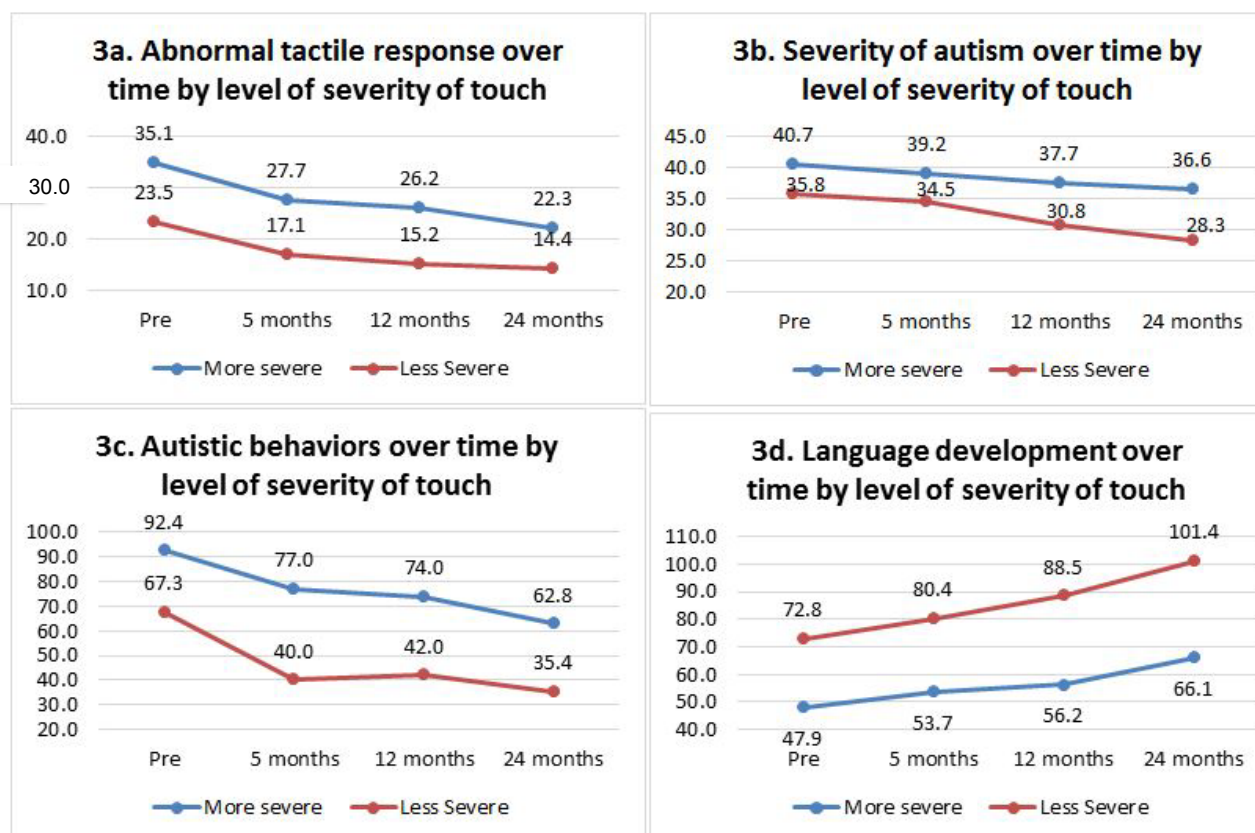 3a. Abnormal tactile response over
time by level of severity of touch
40.0
30.0
20.0
10.0
35.1
27.7
26.2
22.3
23.5
17.1
15.2
14.4
Pre
5 months
12 months
24 months
More severe
Less Severe
3b. Severity of autism over time by
level of severity of touch
45.0
40.0
35.0
30.0
25.0
20.0
40.7
39.2
37.7
36.6
35.8
34.5
30.8
28.3
Pre
5 months
12 months
24 months
More severe
Less Severe
3c. Autistic behaviors over time by
level of severity of touch
100.0
90.0
80.0
70.0
60.0
50.0
40.0
30.0
20.0
92.4
77.0
74.0
62.8
67.3
40.0
42.0
35.4
Pre
5 months
12 months
24 months
More severe
Less Severe
3d. Language development over
time by level of severity of touch
110.0
100.0
90.0
80.0
70.0
60.0
50.0
40.0
72.8
80.4
88.5
101.4
47.9
53.7
56.2
66.1
Pre
5 months
12 months
24 months
More severe
Less Severe